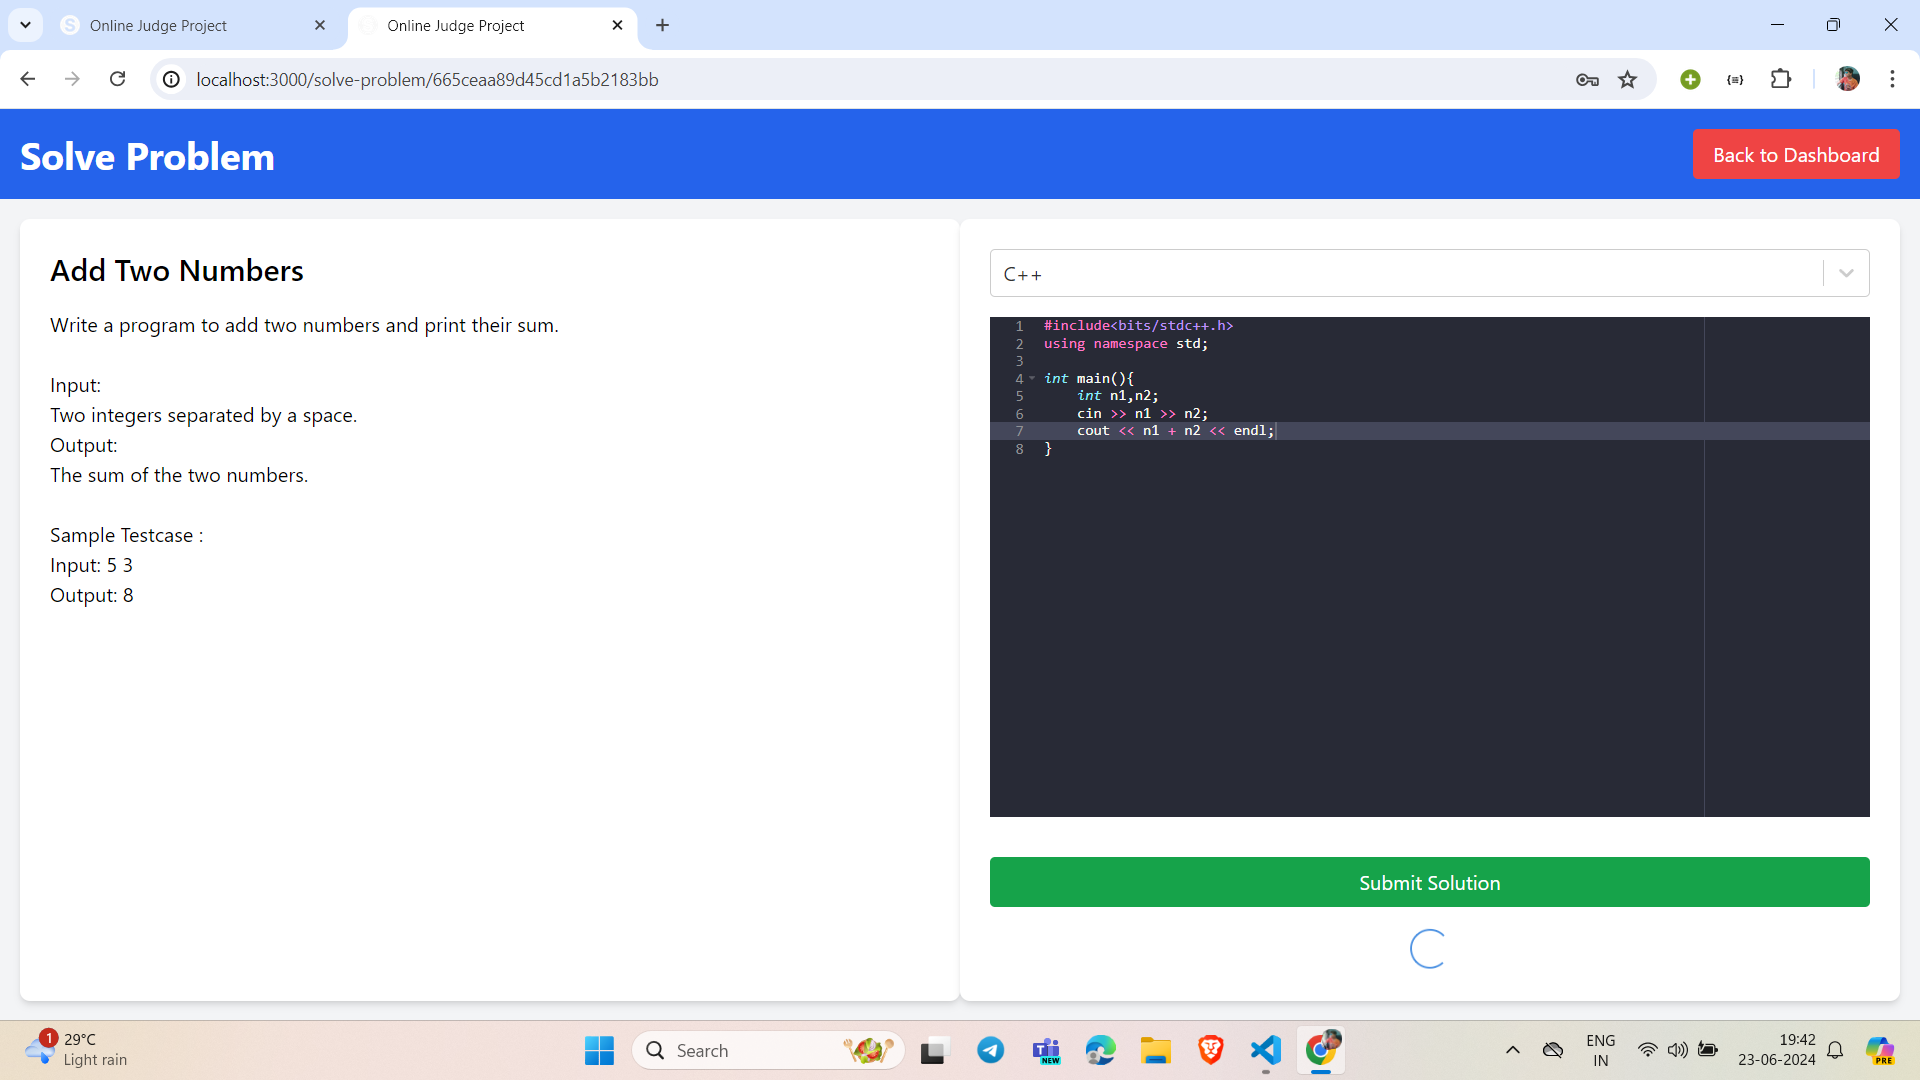 Online Judge Project
Online Judge Project
localhost:3000/solve-problem/665ceaa89d45cd1a5b2183bb
Solve Problem
Back to Dashboard
Add Two Numbers
Write a program to add two numbers and print their sum.
Input:
Two integers separated by a space.
Output:
The sum of the two numbers.
Sample Testcase :
Input: 5 3
Output: 8
C++
1 #include<bits/stdc++.h>
2 using namespace std;
3
4 int main(){
5     int n1,n2;
6     cin >> n1 >> n2;
7     cout << n1 + n2 << endl;
8 }
Submit Solution
1
29°C
Light rain
Search
NEW
ENG
IN
19:42
23-06-2024
PRE